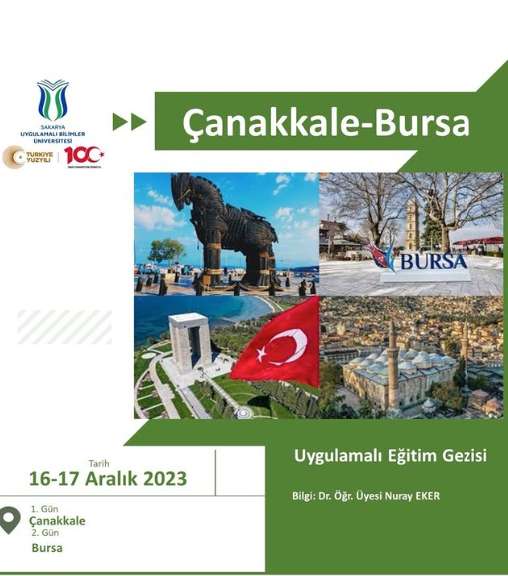 SAKARYA
UYGULAMALI BİLİMLER
ÜNİVERSİTESİ
TÜRKİYE
YÜZYILI
100
Çanakkale-Bursa
BURSA
Uygulamalı Eğitim Gezisi
Bilgi: Dr. Öğr. Üyesi Nuray EKER
Tarih
16-17 Aralık 2023
1. Gün
Çanakkale
2. Gün
Bursa